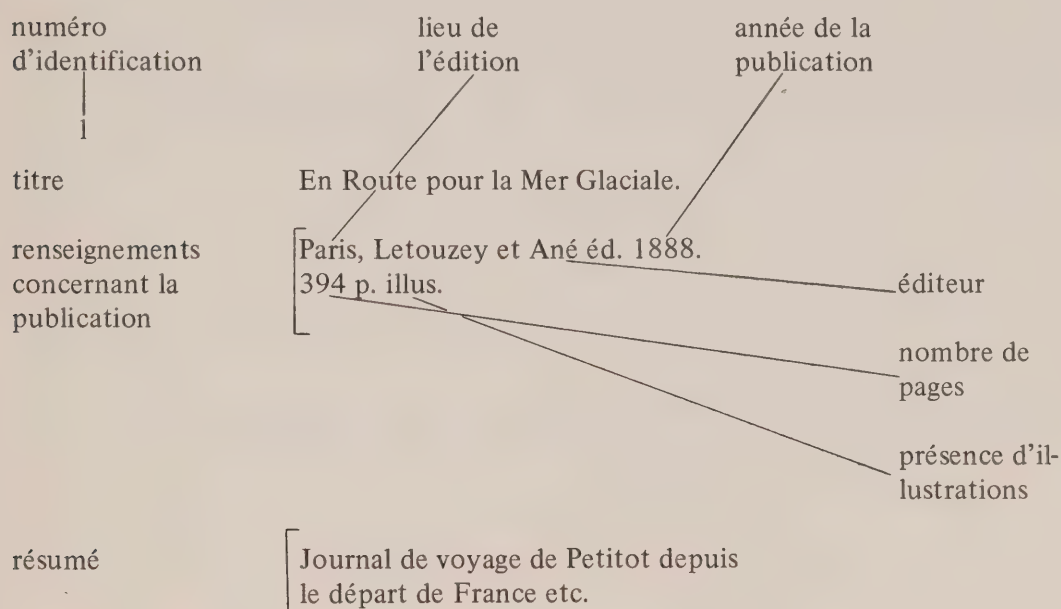 numéro
d'identification
lieu de
l'édition
année de la
publication
1
titre
En Route pour la Mer Glaciale.
renseignements
concernant la
publication
Paris, Letouzey et Ané éd. 1888.
394 p. illus.
éditeur
nombre de
pages
présence d'il-
lustrations
résumé
Journal de voyage de Petitot depuis
le départ de France etc.